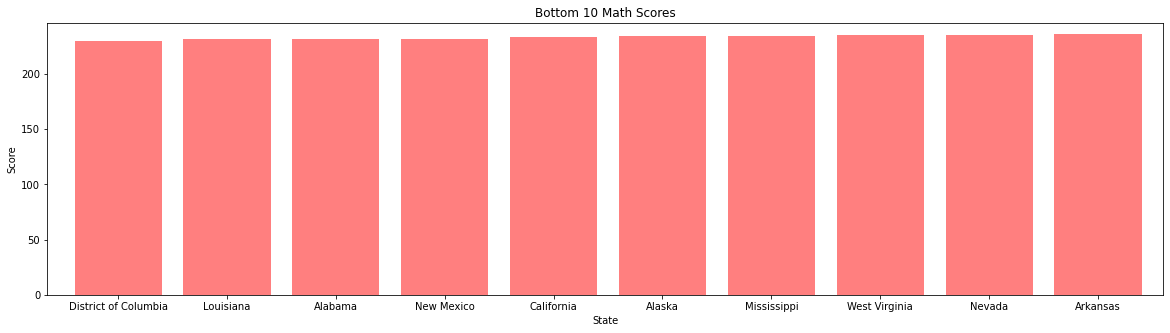 Bottom 10 Math Scores
Score
200
150
100
50
0
District of Columbia Louisiana Alabama New Mexico California Alaska Mississippi West Virginia Nevada Arkansas
State